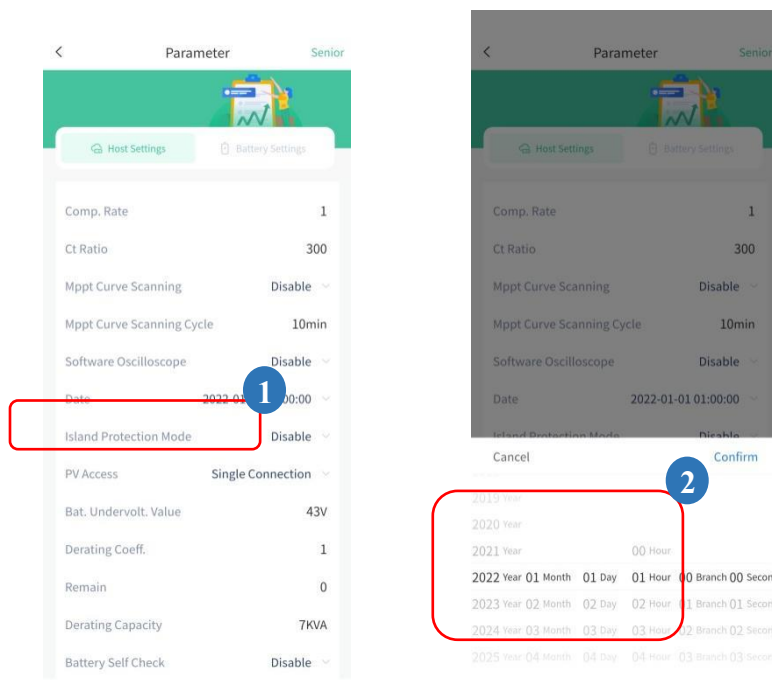 Parameter Senior
Host Settings Battery Settings
Comp. Rate 1
Ct Ratio 300
Mppt Curve Scanning Disable
Mppt Curve Scanning Cycle 10min
Software Oscilloscope Disable
Date 2022-01 00:00
1
Island Protection Mode Disable
PV Access Single Connection
Bat. Undervolt. Value 43V
Derating Coeff. 1
Remain 0
Derating Capacity 7KVA
Battery Self Check Disable
Parameter Senior
Host Settings Battery Settings
Comp. Rate 1
Ct Ratio 300
Mppt Curve Scanning Disable
Mppt Curve Scanning Cycle 10min
Software Oscilloscope Disable
Date 2022-01-01 01:00:00
Island Protection Mode Disable
Cancel Confirm
2
2019 Year
2020 Year
2021 Year 00 Hour
2022 Year 01 Month 01 Day 01 Hour 00 Branch 00 Secon
2023 Year 02 Month 02 Day 02 Hour 01 Branch 01 Secon
2024 Year 03 Month 03 Day 03 Hour 02 Branch 02 Secon
2025 Year 04 Month 04 Day 04 Hour 03 Branch 03 Secon